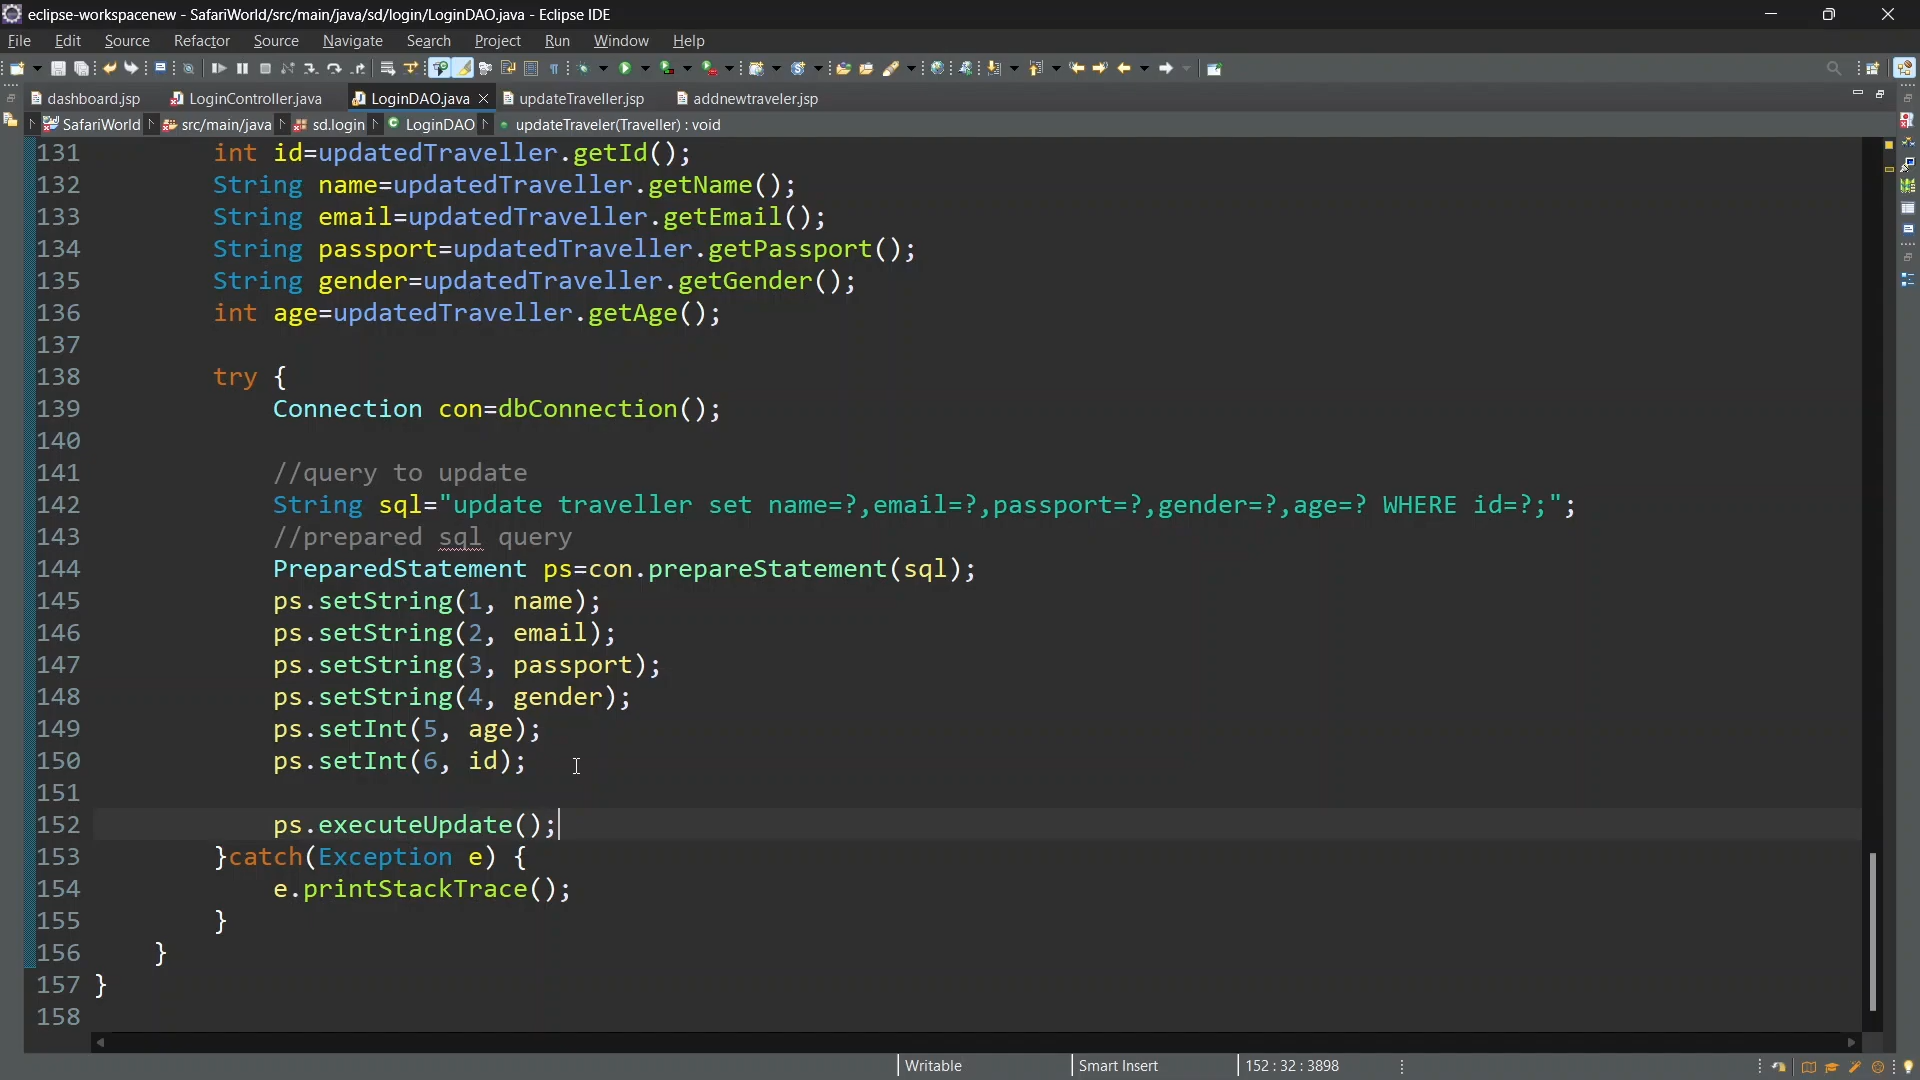 eclipse-workspacenew - SafariWorld/src/main/java/sd/login/LoginDAO.java - Eclipse IDE
File Edit Source Refactor Source Navigate Search Project Run Window Help
dashboard.jsp LoginController.java LoginDAO.java updateTraveller.jsp addnewtraveler.jsp
SafariWorld src/main/java sd.login LoginDAO updateTraveler(Traveller) : void
131 int id=updatedTraveller.getId();
132 String name=updatedTraveller.getName();
133 String email=updatedTraveller.getEmail();
134 String passport=updatedTraveller.getPassport();
135 String gender=updatedTraveller.getGender();
136 int age=updatedTraveller.getAge();
137
138 try {
139 Connection con=dbConnection();
140
141 //query to update
142 String sql="update traveller set name=?,email=?,passport=?,gender=?,age=? WHERE id=?;";
143 //prepared sql query
144 PreparedStatement ps=con.prepareStatement(sql);
145 ps.setString(1, name);
146 ps.setString(2, email);
147 ps.setString(3, passport);
148 ps.setString(4, gender);
149 ps.setInt(5, age);
150 ps.setInt(6, id);
151
152 ps.executeUpdate();
153 }catch(Exception e) {
154 e.printStackTrace();
155 }
156 }
157 }
158
Writable Smart Insert 152 : 32 : 3898